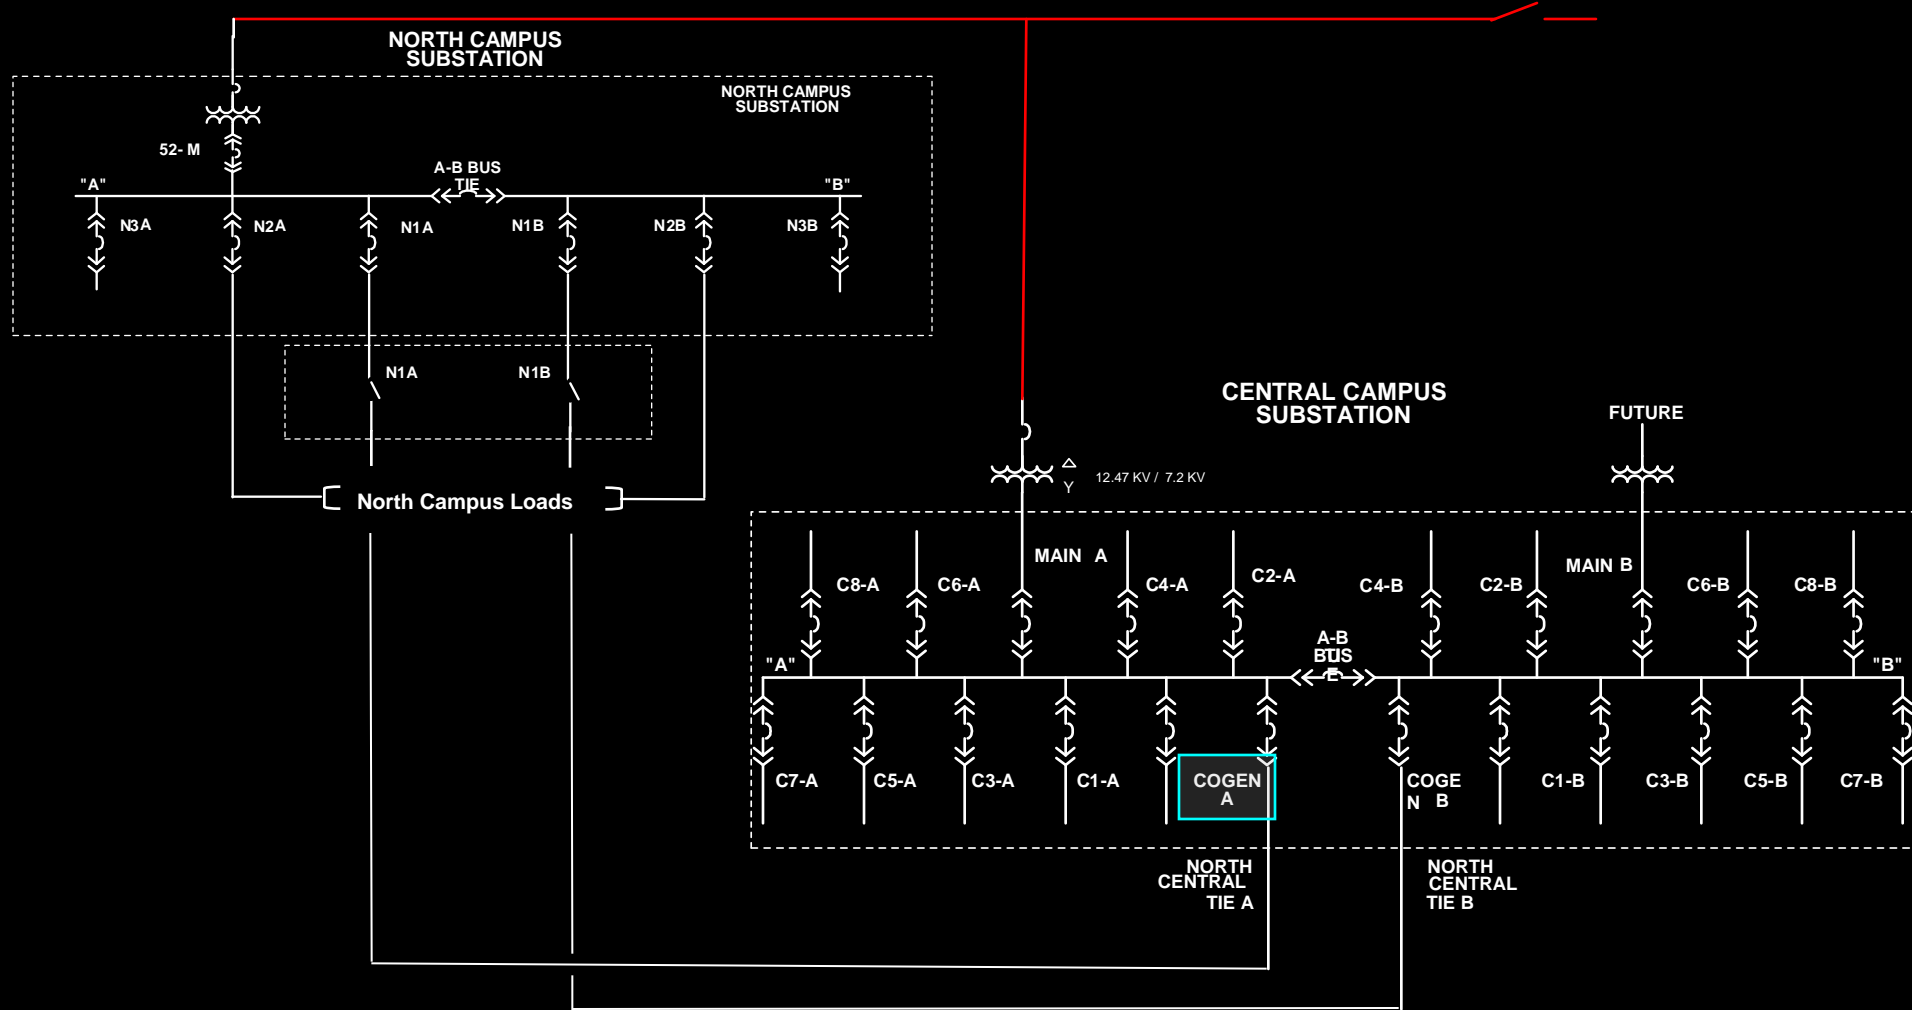 NORTH CAMPUS
SUBSTATION
NORTH CAMPUS
SUBSTATION
52- M
A-B BUS
TIE
"A"
"B"
N3A
N2A
N1A
N1B
N2B
N3B
N1A
N1B
North Campus Loads
CENTRAL CAMPUS
SUBSTATION
FUTURE
12.47 KV / 7.2 KV
Y
MAIN A
MAIN B
C8-A
C6-A
C4-A
C2-A
C4-B
C2-B
C6-B
C8-B
A-B
BUS
TIE
"A"
"B"
C7-A
C5-A
C3-A
C1-A
COGEN
A
COGE
N B
C1-B
C3-B
C5-B
C7-B
NORTH
CENTRAL
TIE A
NORTH
CENTRAL
TIE B